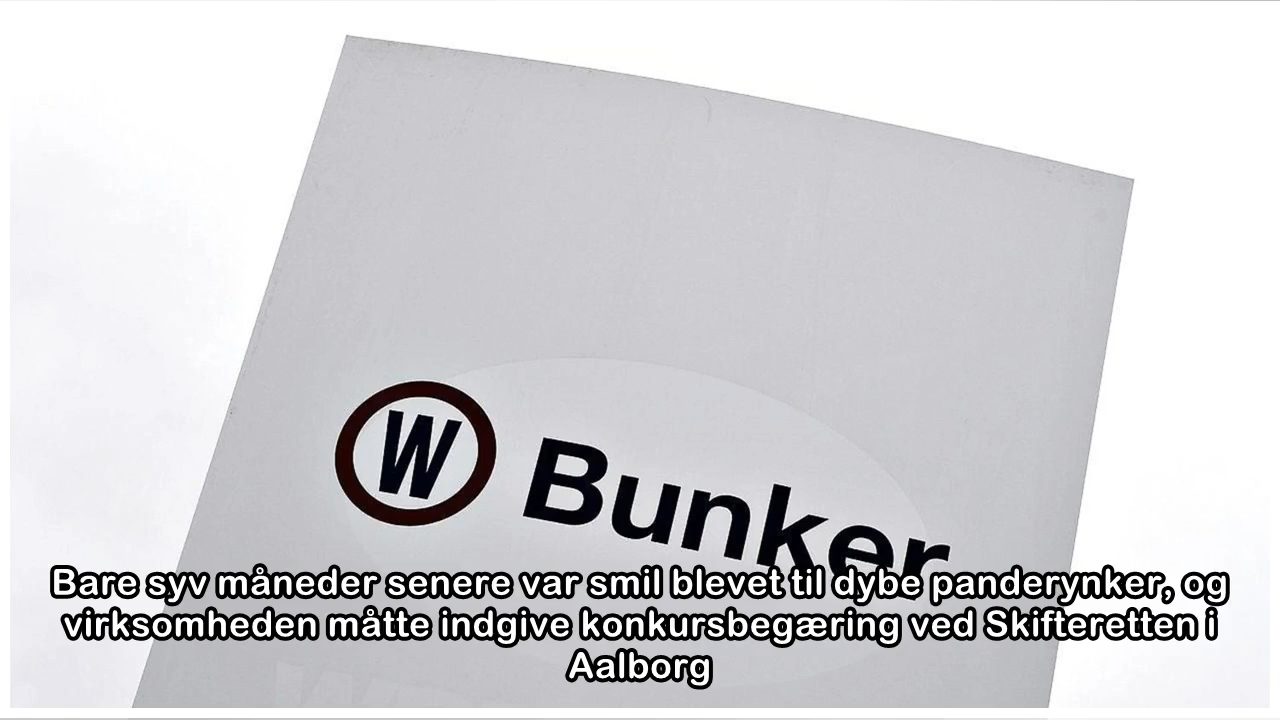 W Bunker
Bare syv måneder senere var smil blevet til dybe panderynker, og
virksomheden måtte indgive konkursbegæring ved Skifteretten i
Aalborg